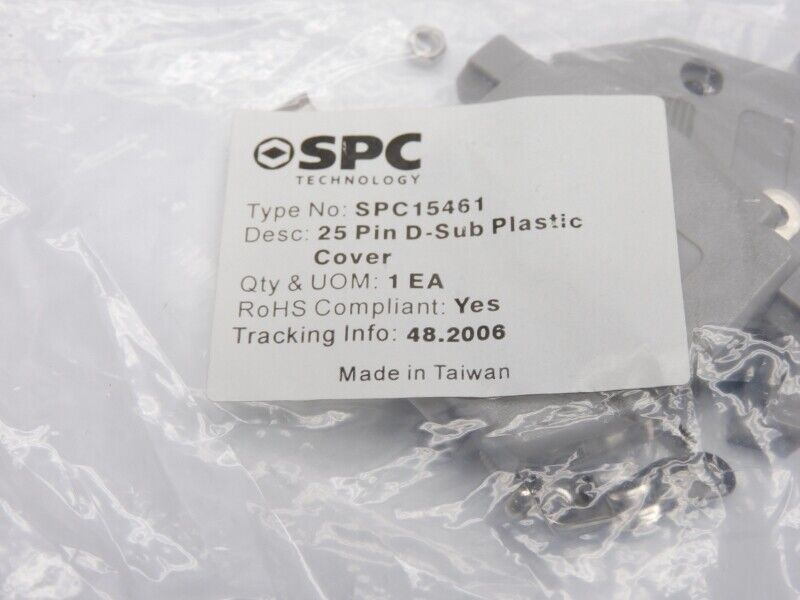 SPC
TECHNOLOGY
Type No: SPC15461
Desc: 25 Pin D-Sub Plastic
Cover
Qty & UOM: 1 EA
RoHS Compliant: Yes
Tracking Info: 48.2006
Made in Taiwan